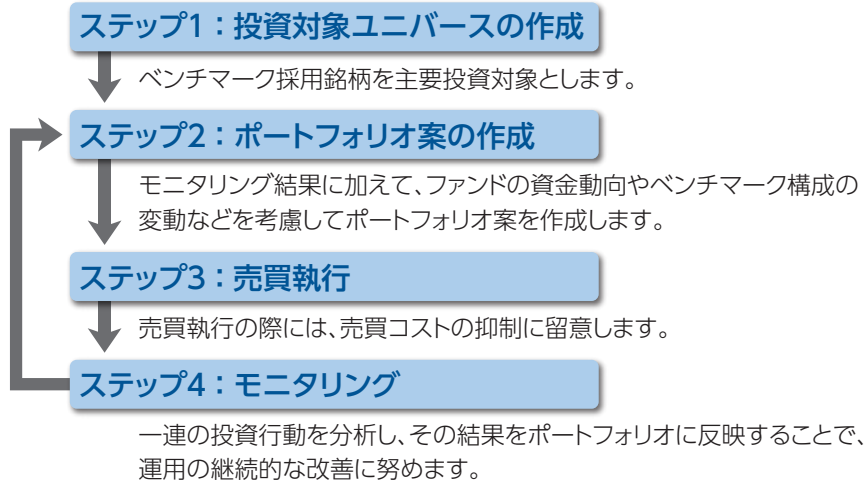 ステップ1：投資対象ユニバースの作成
ベンチマーク採用銘柄を主要投資対象とします。
ステップ2：ポートフォリオ案の作成
モニタリング結果に加えて、ファンドの資金動向やベンチマーク構成の
変動などを考慮してポートフォリオ案を作成します。
ステップ3：売買執行
売買執行の際には、売買コストの抑制に留意します。
ステップ4：モニタリング
一連の投資行動を分析し、その結果をポートフォリオに反映することで、
運用の継続的な改善に努めます。